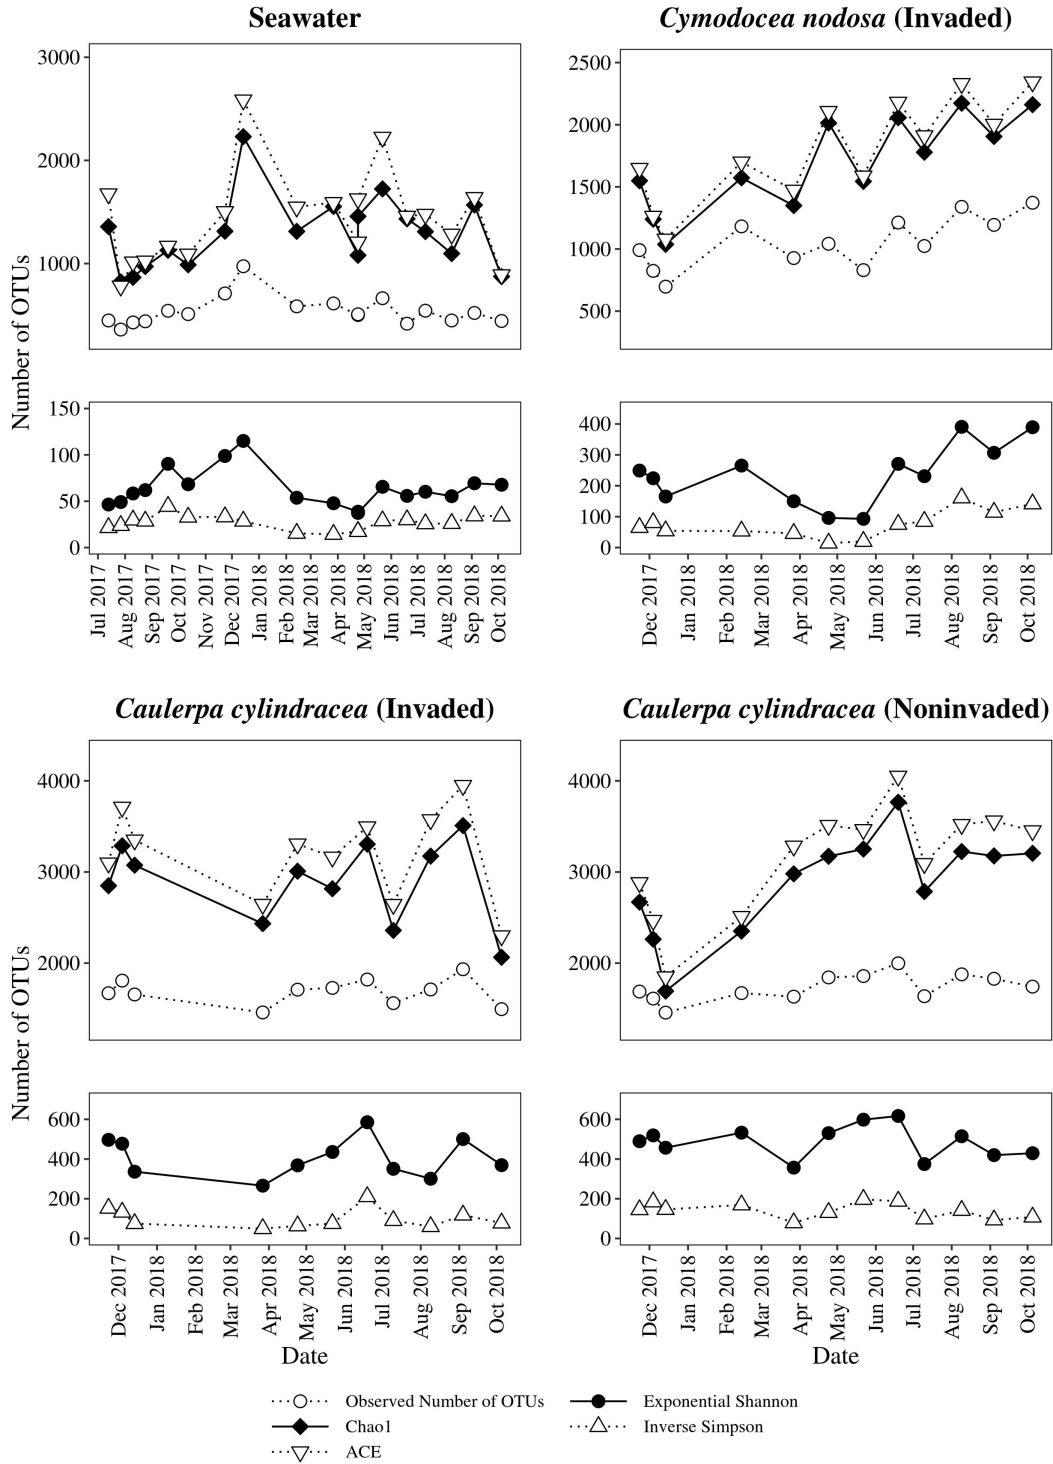 Seawater
Cymodocea nodosa (Invaded)
Number of OTUs
3000
2000
1000
2500
2000
1500
1000
500
150
100
50
0
400
300
200
100
0
Jul 2017
Aug 2017
Sep 2017
Oct 2017
Nov 2017
Dec 2017
Jan 2018
Feb 2018
Mar 2018
Apr 2018
May 2018
Jun 2018
Jul 2018
Aug 2018
Sep 2018
Oct 2018
Dec 2017
Jan 2018
Feb 2018
Mar 2018
Apr 2018
May 2018
Jun 2018
Jul 2018
Aug 2018
Sep 2018
Oct 2018
Caulerpa cylindracea (Invaded)
Caulerpa cylindracea (Noninvaded)
Number of OTUs
4000
3000
2000
4000
3000
2000
600
400
200
0
600
400
200
0
Dec 2017
Jan 2018
Feb 2018
Mar 2018
Apr 2018
May 2018
Jun 2018
Jul 2018
Aug 2018
Sep 2018
Oct 2018
Dec 2017
Jan 2018
Feb 2018
Mar 2018
Apr 2018
May 2018
Jun 2018
Jul 2018
Aug 2018
Sep 2018
Oct 2018
Date
Date
Observed Number of OTUs
Chao1
ACE
Exponential Shannon
Inverse Simpson